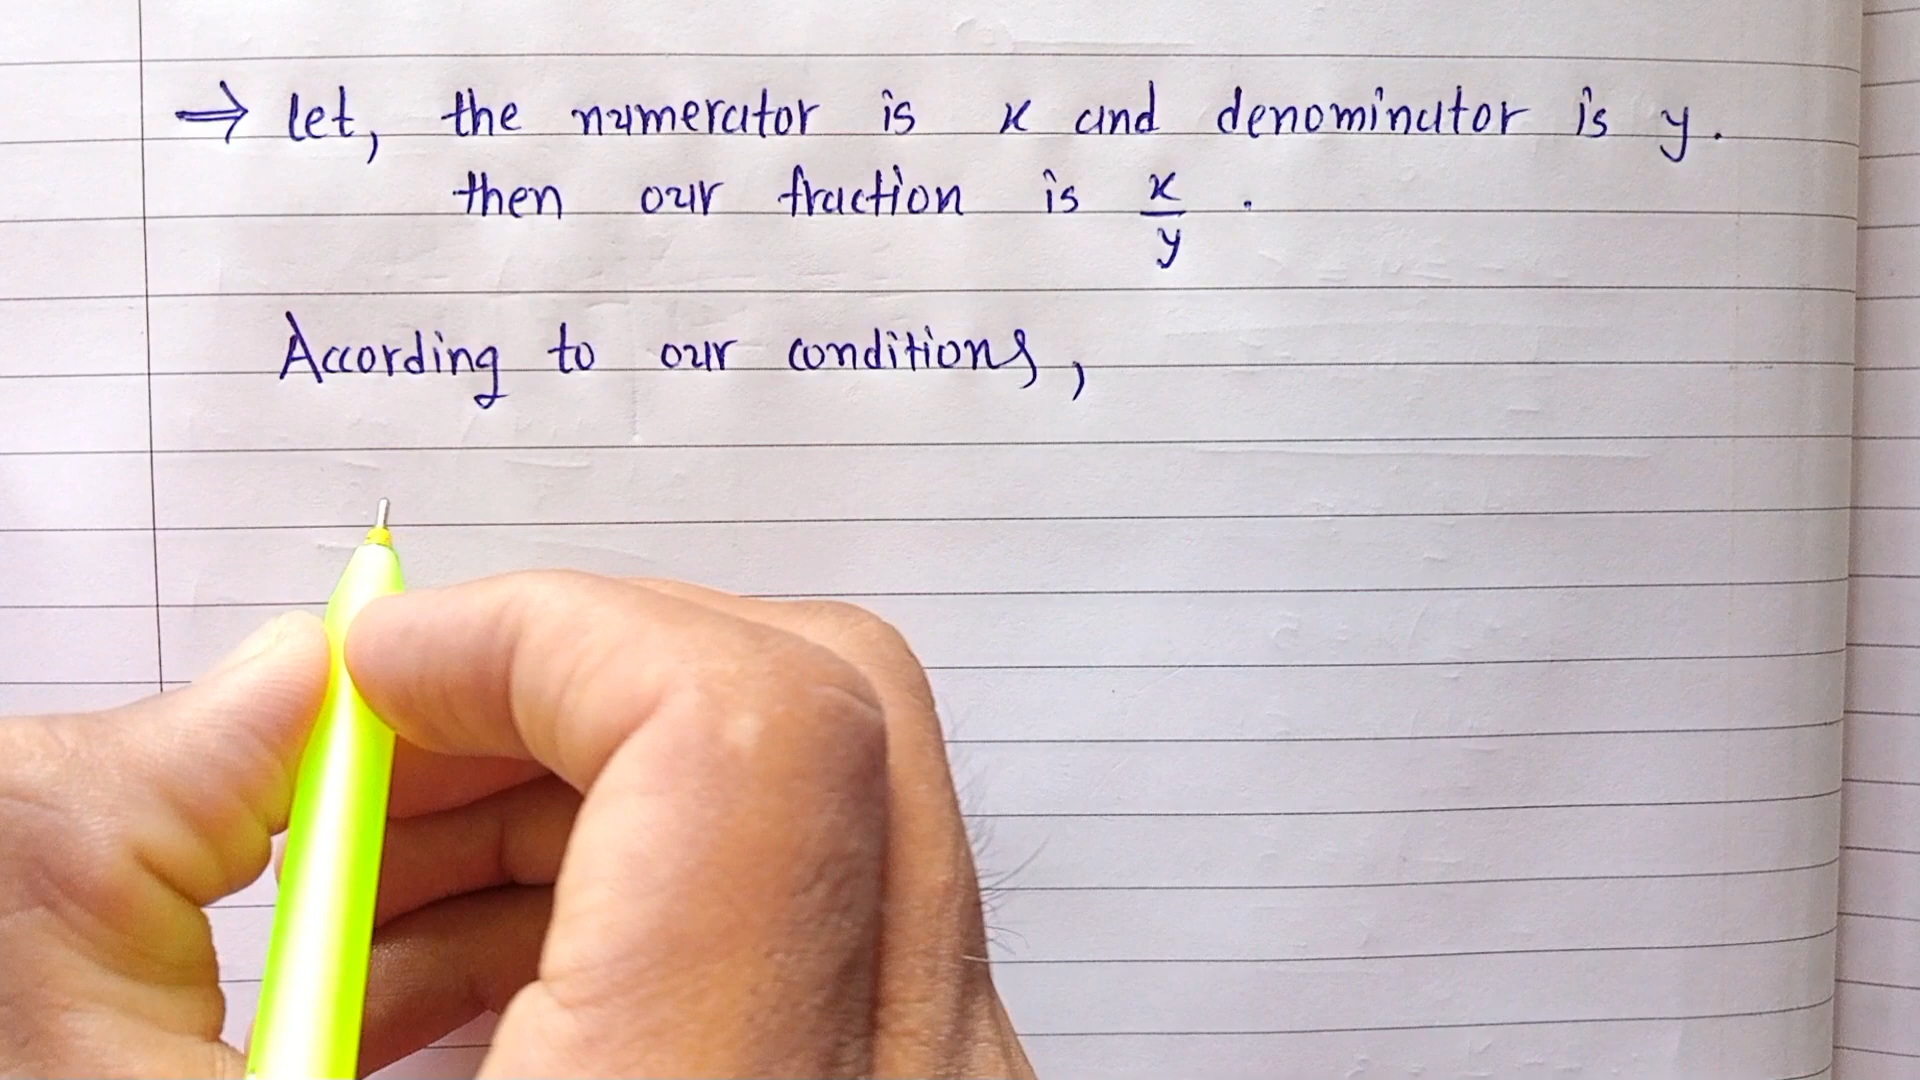 ⇒ let, the numerator is x and denominator is y.
then our fraction is x/y .
According to our conditions,